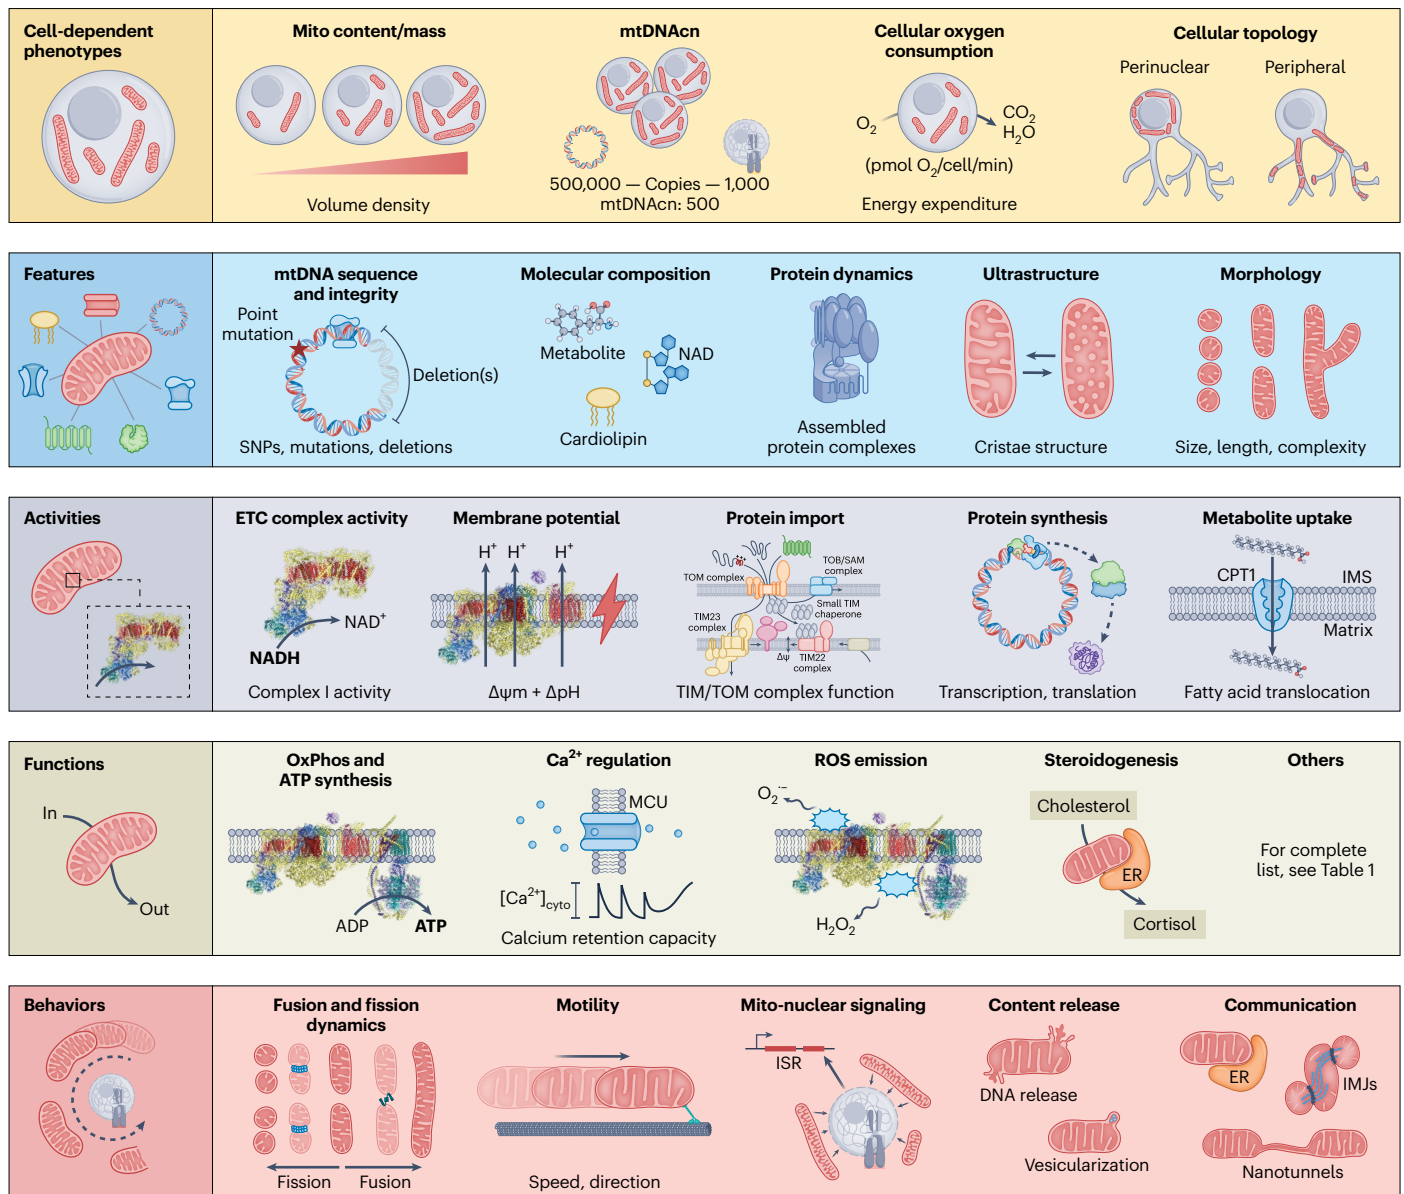 Cell-dependent
phenotypes
Mito content/mass
Volume density
mtDNAcn
500,000 — Copies — 1,000
mtDNAcn: 500
Cellular oxygen
consumption
O₂
CO₂
H₂O
(pmol O₂/cell/min)
Energy expenditure
Cellular topology
Perinuclear
Peripheral
Features
mtDNA sequence
and integrity
Point
mutation
Deletion(s)
SNPs, mutations, deletions
Molecular composition
Metabolite
NAD
Cardiolipin
Protein dynamics
Assembled
protein complexes
Ultrastructure
Cristae structure
Morphology
Size, length, complexity
Activities
ETC complex activity
NAD⁺
NADH
Complex I activity
Membrane potential
H⁺
H⁺
H⁺
Δψm + ΔpH
Protein import
TOM complex
TOB/SAM
complex
Small TIM
chaperone
TIM23
complex
Δψ
TIM22
complex
TIM/TOM complex function
Protein synthesis
Transcription, translation
Metabolite uptake
CPT1
IMS
Matrix
Fatty acid translocation
Functions
In
Out
OxPhos and
ATP synthesis
ADP
ATP
Ca²⁺ regulation
MCU
[Ca²⁺]cyto
Calcium retention capacity
ROS emission
O₂·⁻
H₂O₂
Steroidogenesis
Cholesterol
ER
Cortisol
Others
For complete
list, see Table 1
Behaviors
Fusion and fission
dynamics
Fission
Fusion
Motility
Speed, direction
Mito-nuclear signaling
ISR
Content release
DNA release
Vesicularization
Communication
ER
IMJs
Nanotunnels